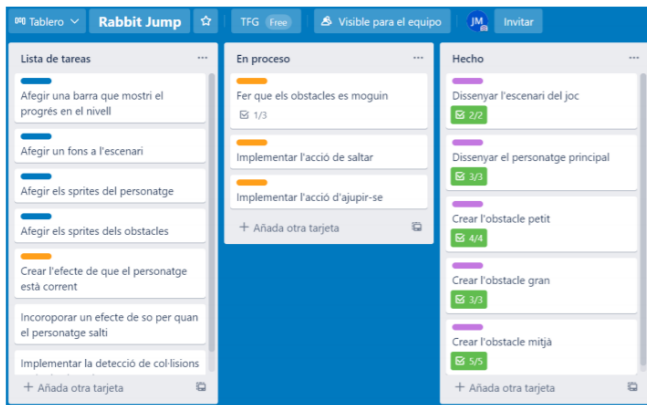 Tablero
Rabbit Jump
TFG Free
Visible para el equipo
JM
Invitar
Lista de tareas
Afegir una barra que mostri el
progrés en el nivell
Afegir un fons a l'escenari
Afegir els sprites del personatge
Afegir els sprites dels obstacles
Crear l'efecte de que el personatge
està corrent
Incoroporar un efecte de so per quan
el personatge salti
Implementar la detecció de col·lisions
+ Añada otra tarjeta
En proceso
Fer que els obstacles es moguin
1/3
Implementar l'acció de saltar
Implementar l'acció d'ajupir-se
+ Añada otra tarjeta
Hecho
Dissenyar l'escenari del joc
2/2
Dissenyar el personatge principal
3/3
Crear l'obstacle petit
4/4
Crear l'obstacle gran
3/3
Crear l'obstacle mitjà
5/5
+ Añada otra tarjeta